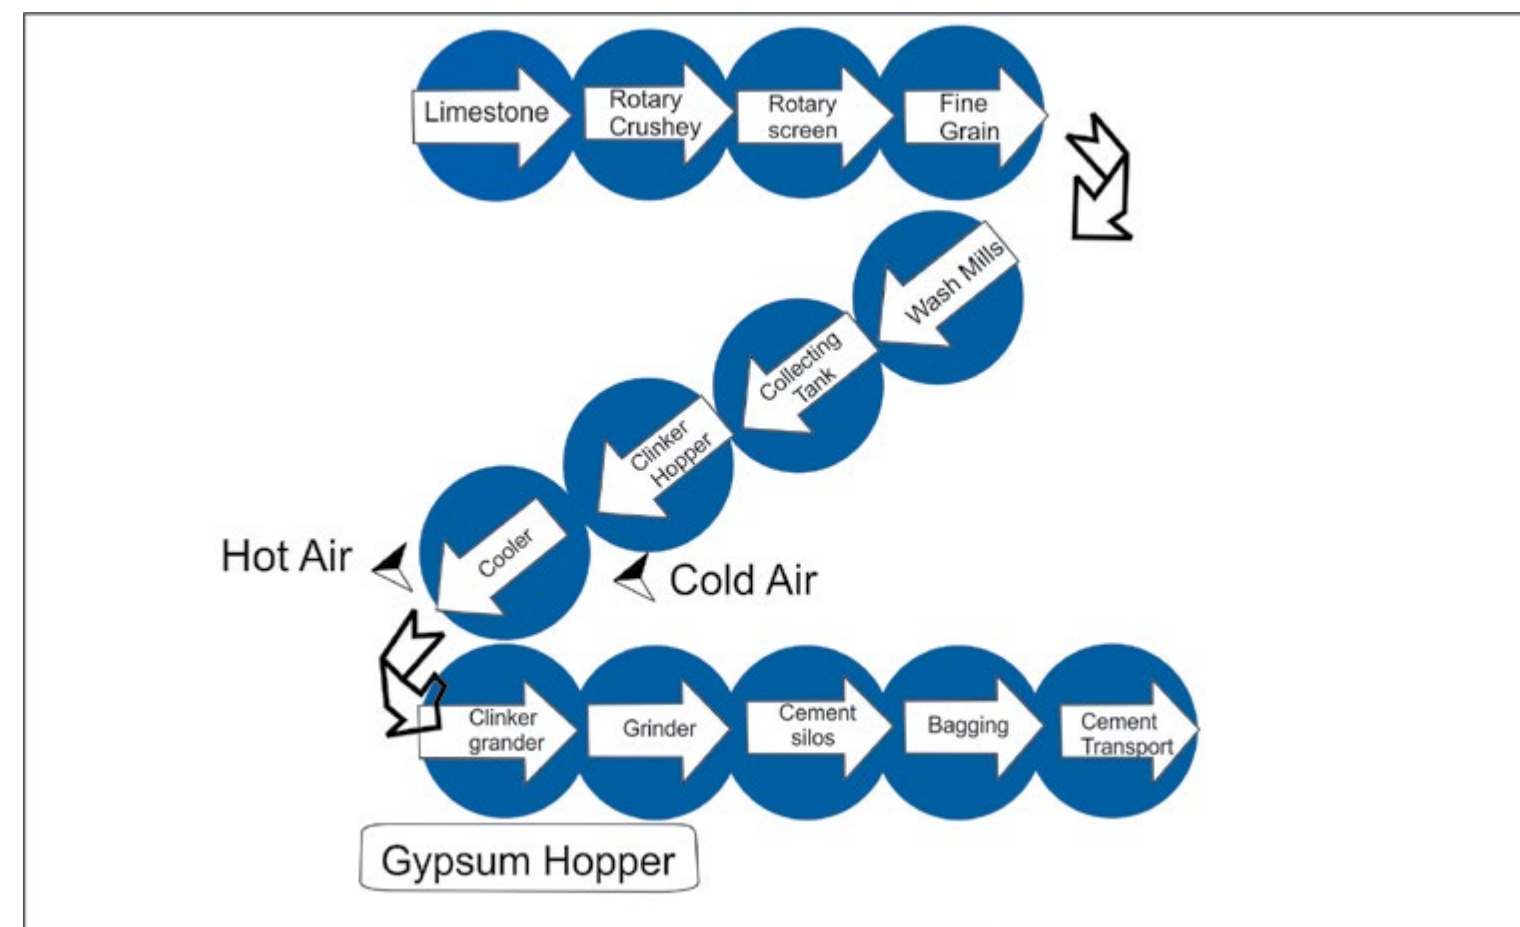 Limestone
Rotary
Crushey
Rotary
screen
Fine
Grain
Wash Mills
Collecting
Tank
Clinker
Hopper
Cooler
Hot Air
Cold Air
Clinker
grander
Grinder
Cement
silos
Bagging
Cement
Transport
Gypsum Hopper